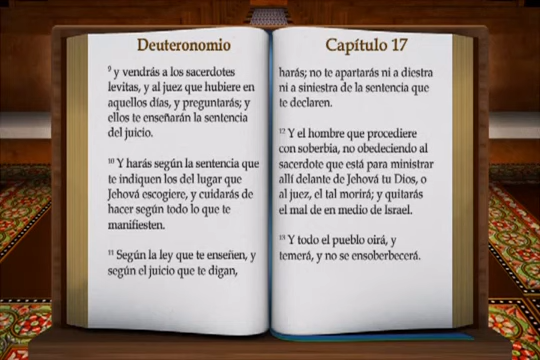 Deuteronomio
⁹ y vendrás a los sacerdotes
levitas, y al juez que hubiere en
aquellos días, y preguntarás; y
ellos te enseñarán la sentencia
del juicio.
¹⁰ Y harás según la sentencia que
te indiquen los del lugar que
Jehová escogiere, y cuidarás de
hacer según todo lo que te
manifiesten.
¹¹ Según la ley que te enseñen, y
según el juicio que te digan,
Capítulo 17
harás; no te apartarás ni a diestra
ni a siniestra de la sentencia que
te declaren.
¹² Y el hombre que procediere
con soberbia, no obedeciendo al
sacerdote que está para ministrar
allí delante de Jehová tu Dios, o
al juez, el tal morirá; y quitarás
el mal de en medio de Israel.
¹³ Y todo el pueblo oirá, y
temerá, y no se ensoberbecerá.